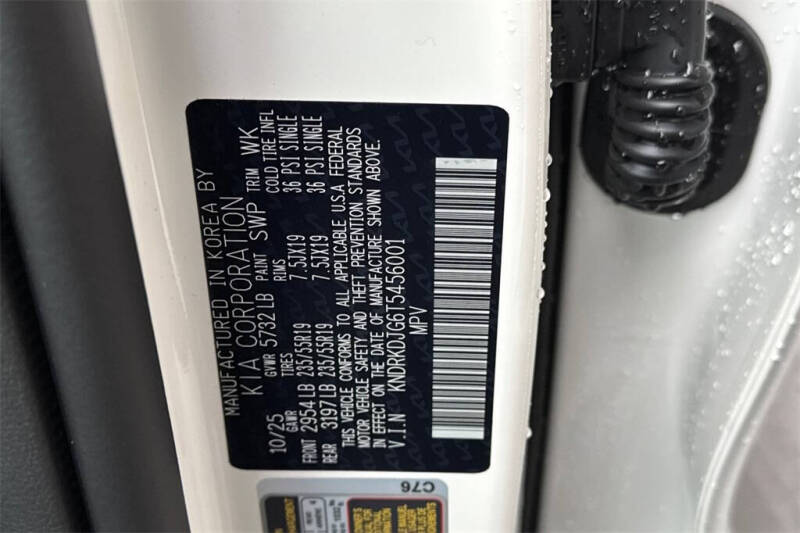 MANUFACTURED IN KOREA BY
KIA CORPORATION
10/25 GVWR 5732 LB PAINT SWP TRIM WK
GAWR TIRES RIMS COLD TIRE INFL
FRONT 2954 LB 235/55R19 7.5JX19 36 PSI SINGLE
REAR 3197 LB 235/55R19 7.5JX19 36 PSI SINGLE
THIS VEHICLE CONFORMS TO ALL APPLICABLE U.S.A FEDERAL
MOTOR VEHICLE SAFETY AND THEFT PREVENTION STANDARDS
IN EFFECT ON THE DATE OF MANUFACTURE SHOWN ABOVE.
V.I.N KNDRKDJG6T5456001
MPV
C76